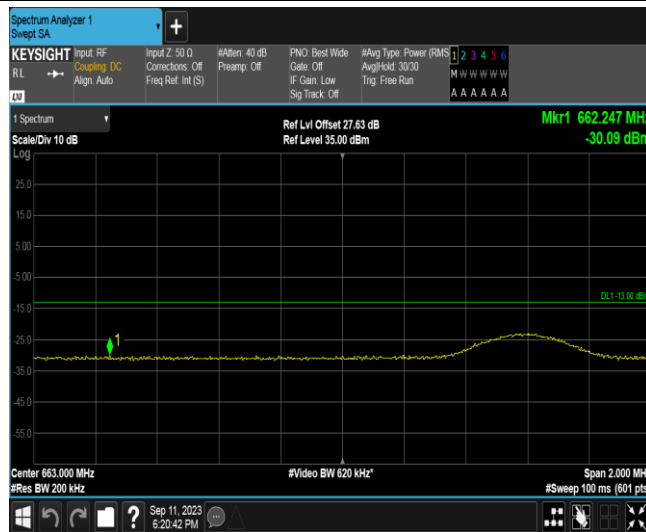 Spectrum Analyzer 1
Swept SA
+
KEYSIGHT
RL
LXI
Input: RF
Coupling: DC
Align: Auto
Input Z: 50 Ω
Corrections: Off
Freq Ref: Int (S)
#Atten: 40 dB
Preamp: Off
PNO: Best Wide
Gate: Off
IF Gain: Low
Sig Track: Off
#Avg Type: Power (RMS
Avg|Hold: 30/30
Trig: Free Run
1 2 3 4 5 6
M W W W W W
A A A A A A
1 Spectrum
Scale/Div 10 dB
Ref Lvl Offset 27.63 dB
Ref Level 35.00 dBm
Mkr1 662.247 MHz
-30.09 dBm
Log
25.0
15.0
5.00
-5.00
DL1 -13.00 dBm
-15.0
1
-25.0
-35.0
-45.0
-55.0
Center 663.000 MHz
#Video BW 620 kHz*
Span 2.000 MHz
#Res BW 200 kHz
#Sweep 100 ms (601 pts)
?
Sep 11, 2023
6:20:42 PM